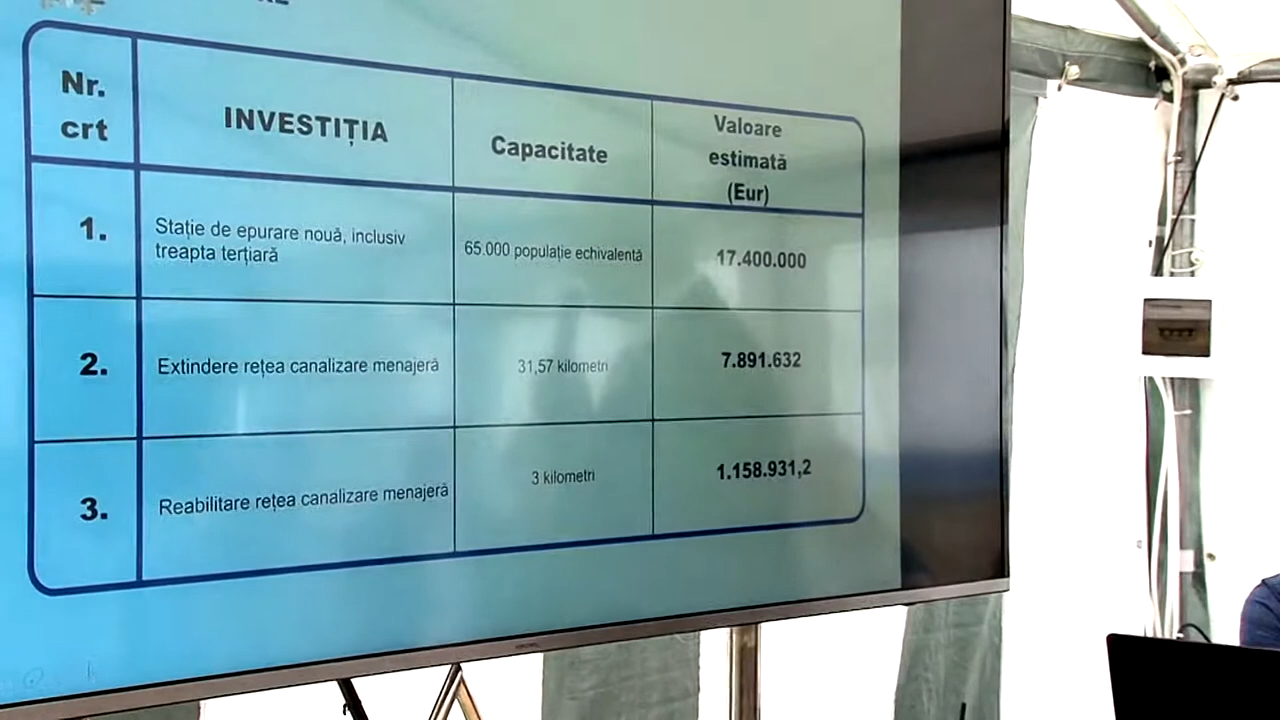 Nr.
crt
INVESTIȚIA
Capacitate
Valoare
estimată
(Eur)
1.
Stație de epurare nouă, inclusiv
treapta terțiară
65.000 populație echivalentă
17.400.000
2.
Extindere rețea canalizare menajeră
31,57 kilometri
7.891.632
3.
Reabilitare rețea canalizare menajeră
3 kilometri
1.158.931,2